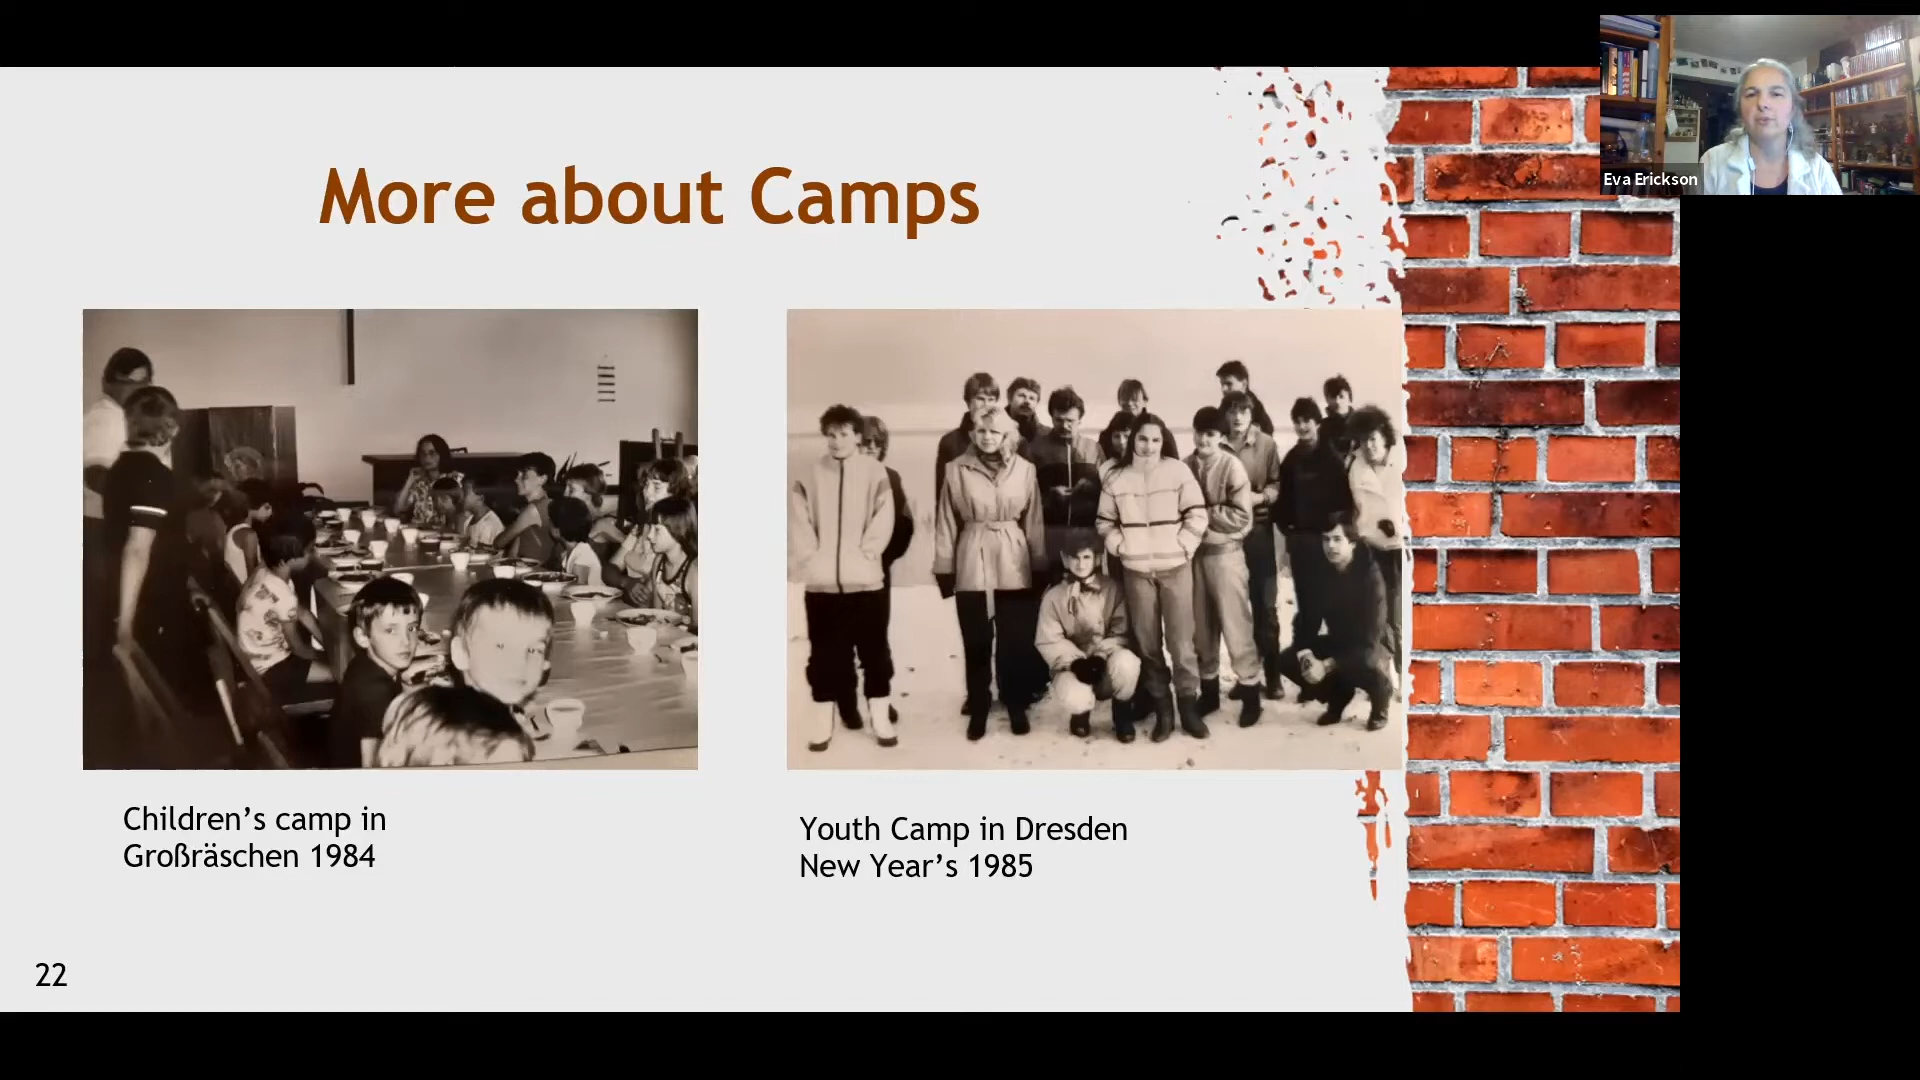 More about Camps
Eva Erickson
Children’s camp in
Großräschen 1984
Youth Camp in Dresden
New Year’s 1985
22